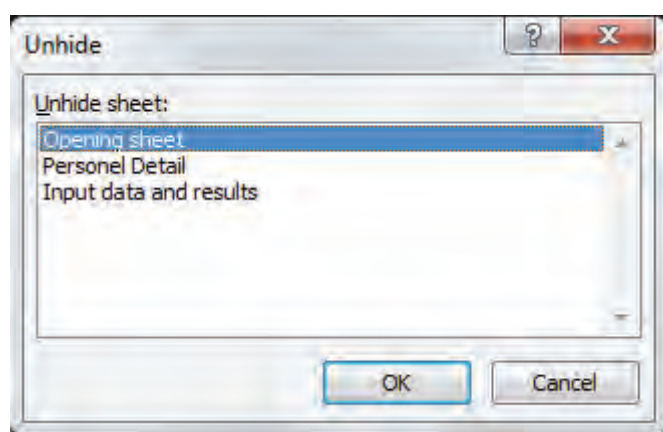 Unhide
Unhide sheet:
Opening sheet
Personel Detail
Input data and results
OK Cancel